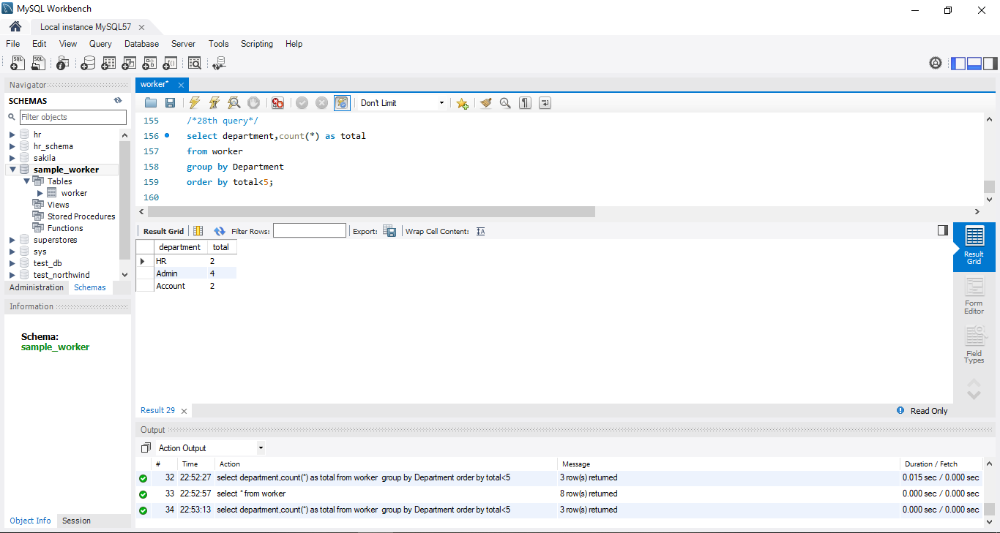 MySQL Workbench
Local instance MySQL57
File Edit View Query Database Server Tools Scripting Help
Navigator
SCHEMAS
Filter objects
hr
hr_schema
sakila
sample_worker
Tables
worker
Views
Stored Procedures
Functions
superstores
sys
test_db
test_northwind
Administration Schemas
Information
Schema:
sample_worker
Object Info Session
worker*
Don't Limit
155 /*28th query*/
156 select department,count(*) as total
157 from worker
158 group by Department
159 order by total<5;
160
Result Grid Filter Rows: Export: Wrap Cell Content:
department total
HR 2
Admin 4
Account 2
Result
Grid
Form
Editor
Field
Types
Result 29 Read Only
Output
Action Output
# Time Action Message Duration / Fetch
32 22:52:27 select department,count(*) as total from worker group by Department order by total<5 3 row(s) returned 0.015 sec / 0.000 sec
33 22:52:57 select * from worker 8 row(s) returned 0.000 sec / 0.000 sec
34 22:53:13 select department,count(*) as total from worker group by Department order by total<5 3 row(s) returned 0.000 sec / 0.000 sec